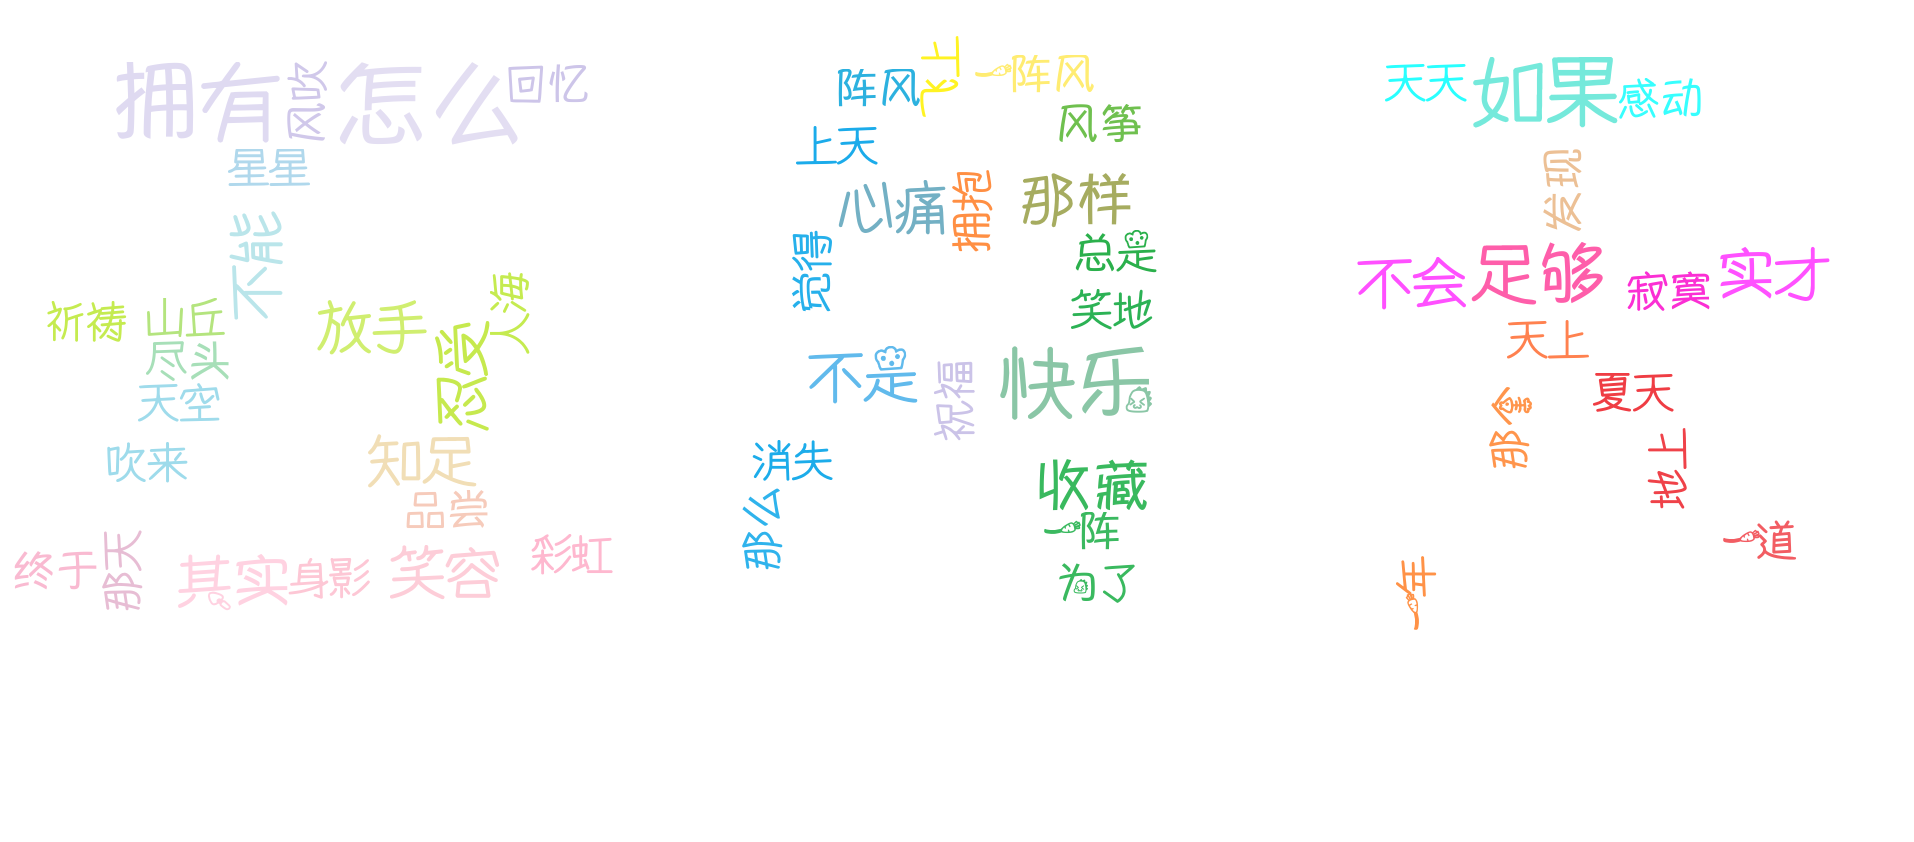 拥有
风吹
怎么
回忆
星星
不能
祈祷
山丘
尽头
天空
吹来
放手
人海
忍受
知足
品尝
终于
那天
其实
身影
笑容
彩虹
阵风
飞上
一阵风
风筝
上天
心痛
拥抱
那样
觉得
总是
笑地
不是
祝福
快乐
消失
那么
收藏
一阵
为了
天天
如果
感动
发现
不会
足够
寂寞
实才
天上
那舍
夏天
地上
一道
一年